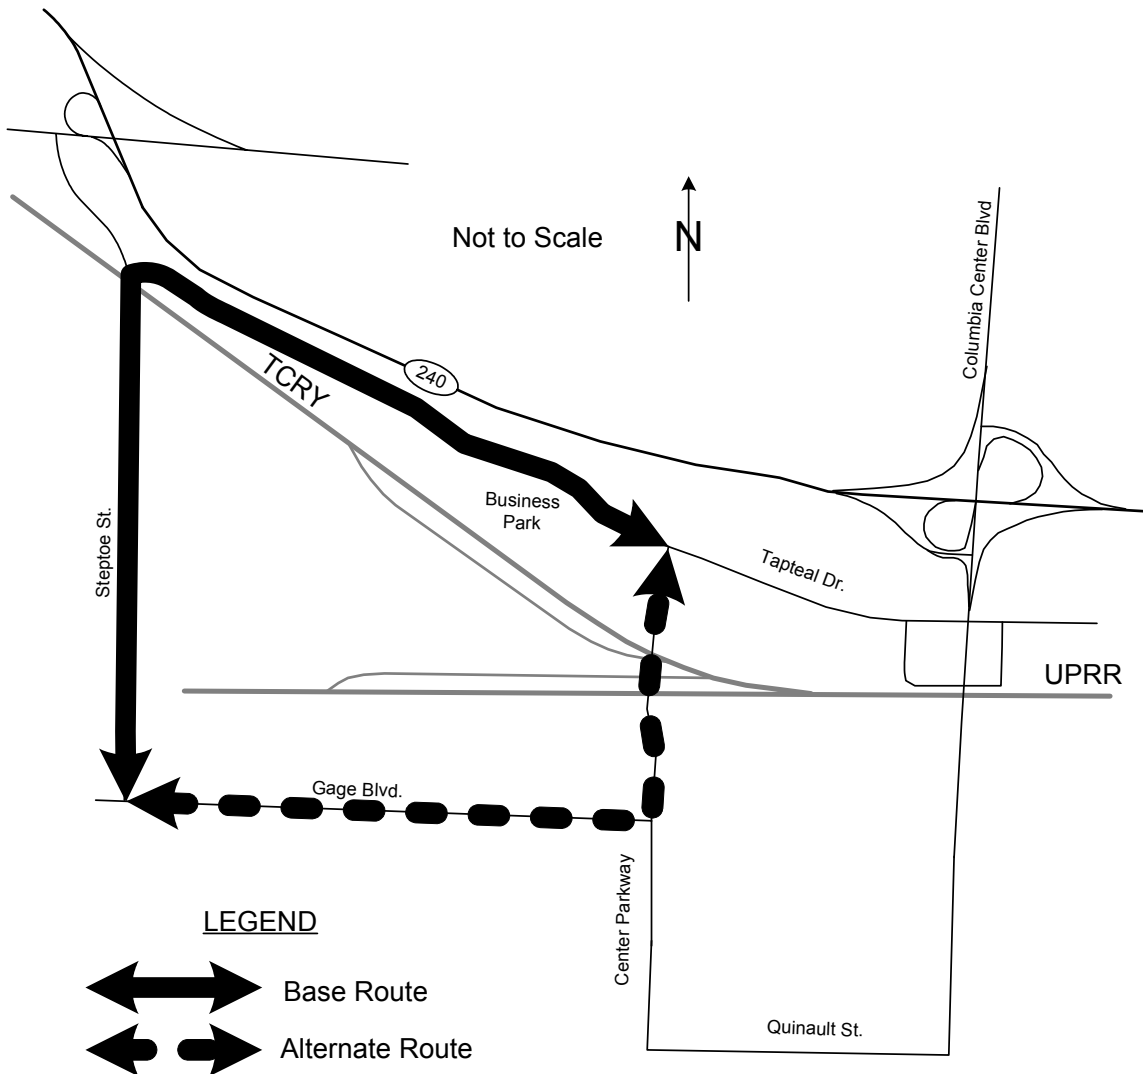 Not to Scale
N
Columbia Center Blvd
TCRY
240
Business
Park
Steptoe St.
Tapteal Dr.
UPRR
Gage Blvd.
Center Parkway
LEGEND
Base Route
Quinault St.
Alternate Route